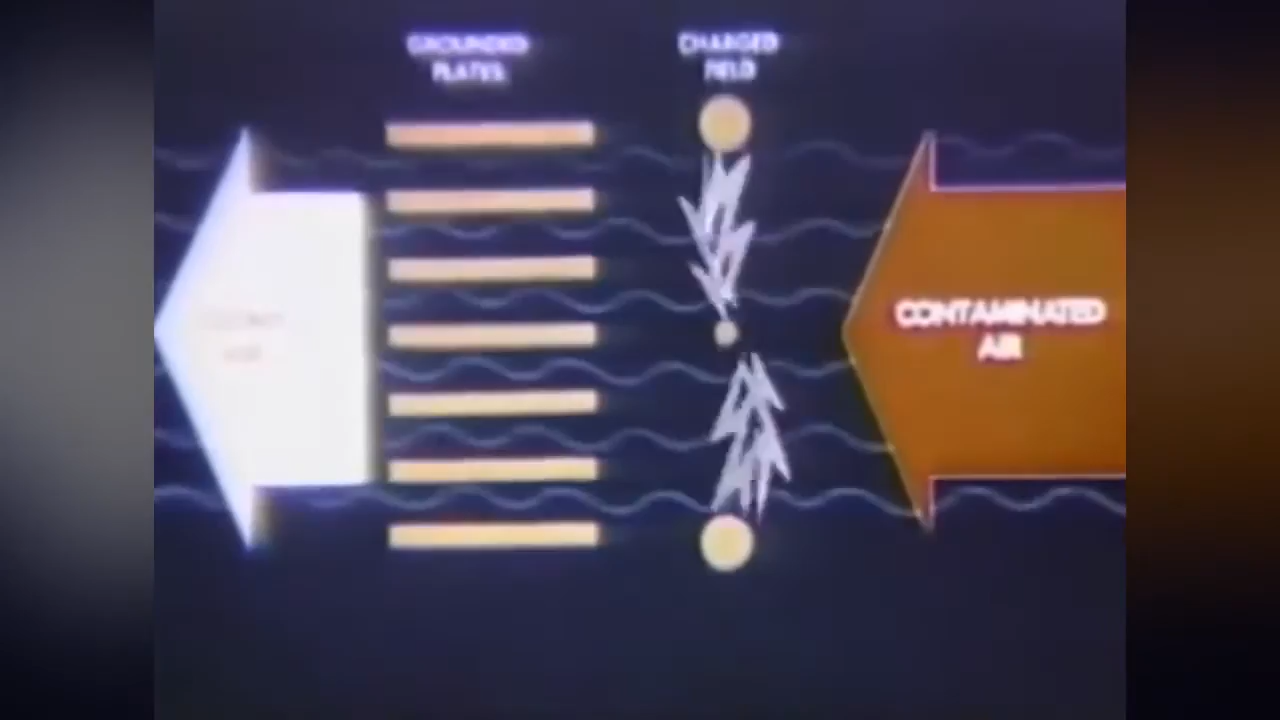 GROUNDED
PLATES
CHARGED
FIELD
CONTAMINATED
AIR